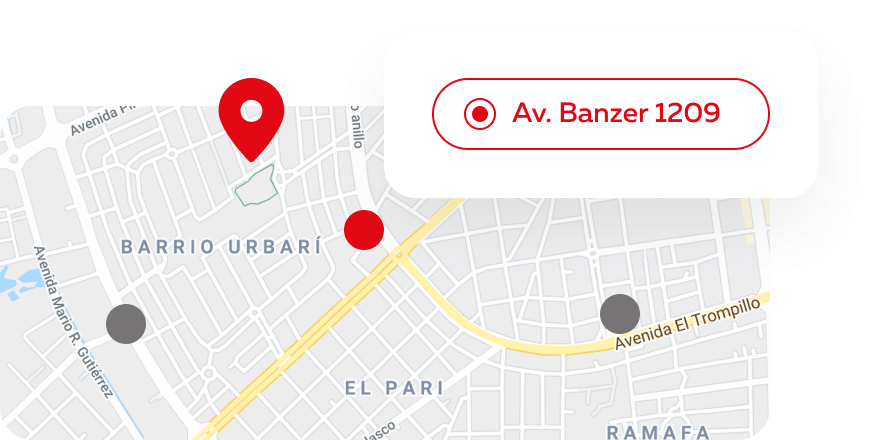 Av. Banzer 1209
Avenida Pi
o anillo
BARRIO URBARÍ
Avenida Mario R. Gutiérrez
Avenida El Trompillo
EL PARI
lasco
RAMAFA